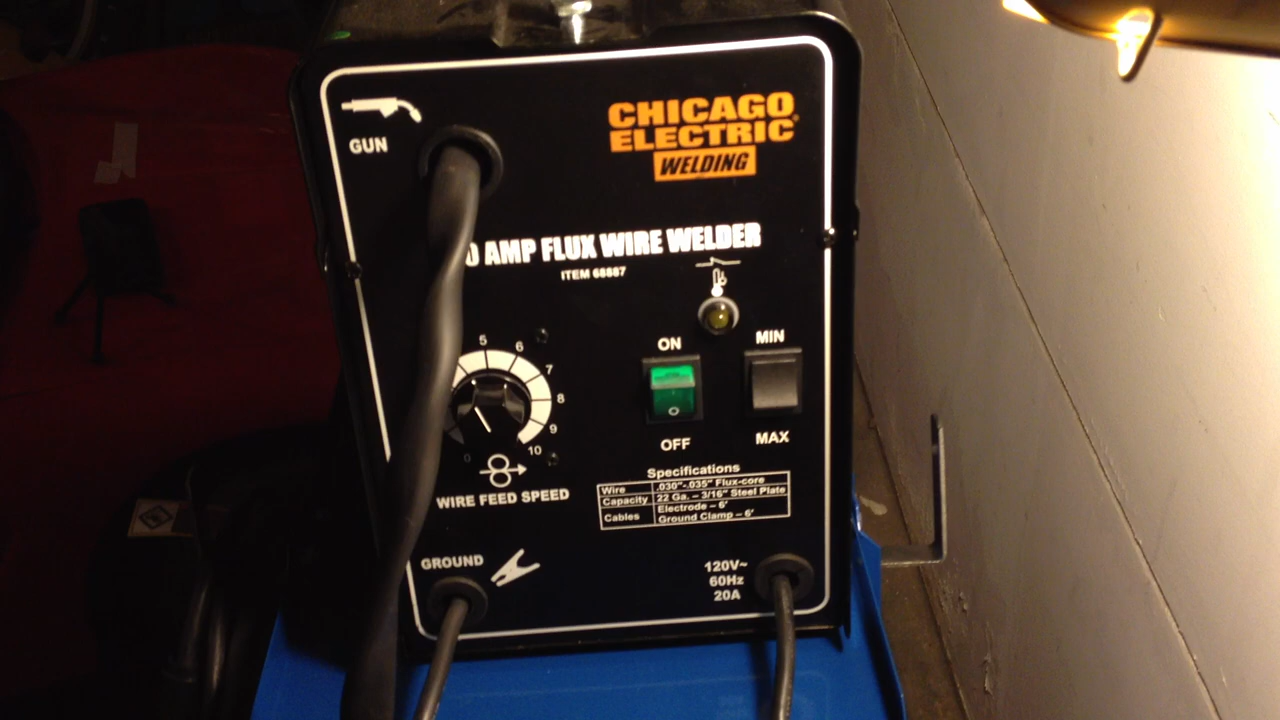 GUN
CHICAGO
ELECTRIC
WELDING
0 AMP FLUX WIRE WELDER
ITEM 68887
5
6
7
8
9
10
0
WIRE FEED SPEED
ON
OFF
MIN
MAX
Specifications
Wire .030"-.035" Flux-core
Capacity 22 Ga. – 3/16" Steel Plate
Cables Electrode – 6'
Ground Clamp – 6'
GROUND
120V~
60Hz
20A